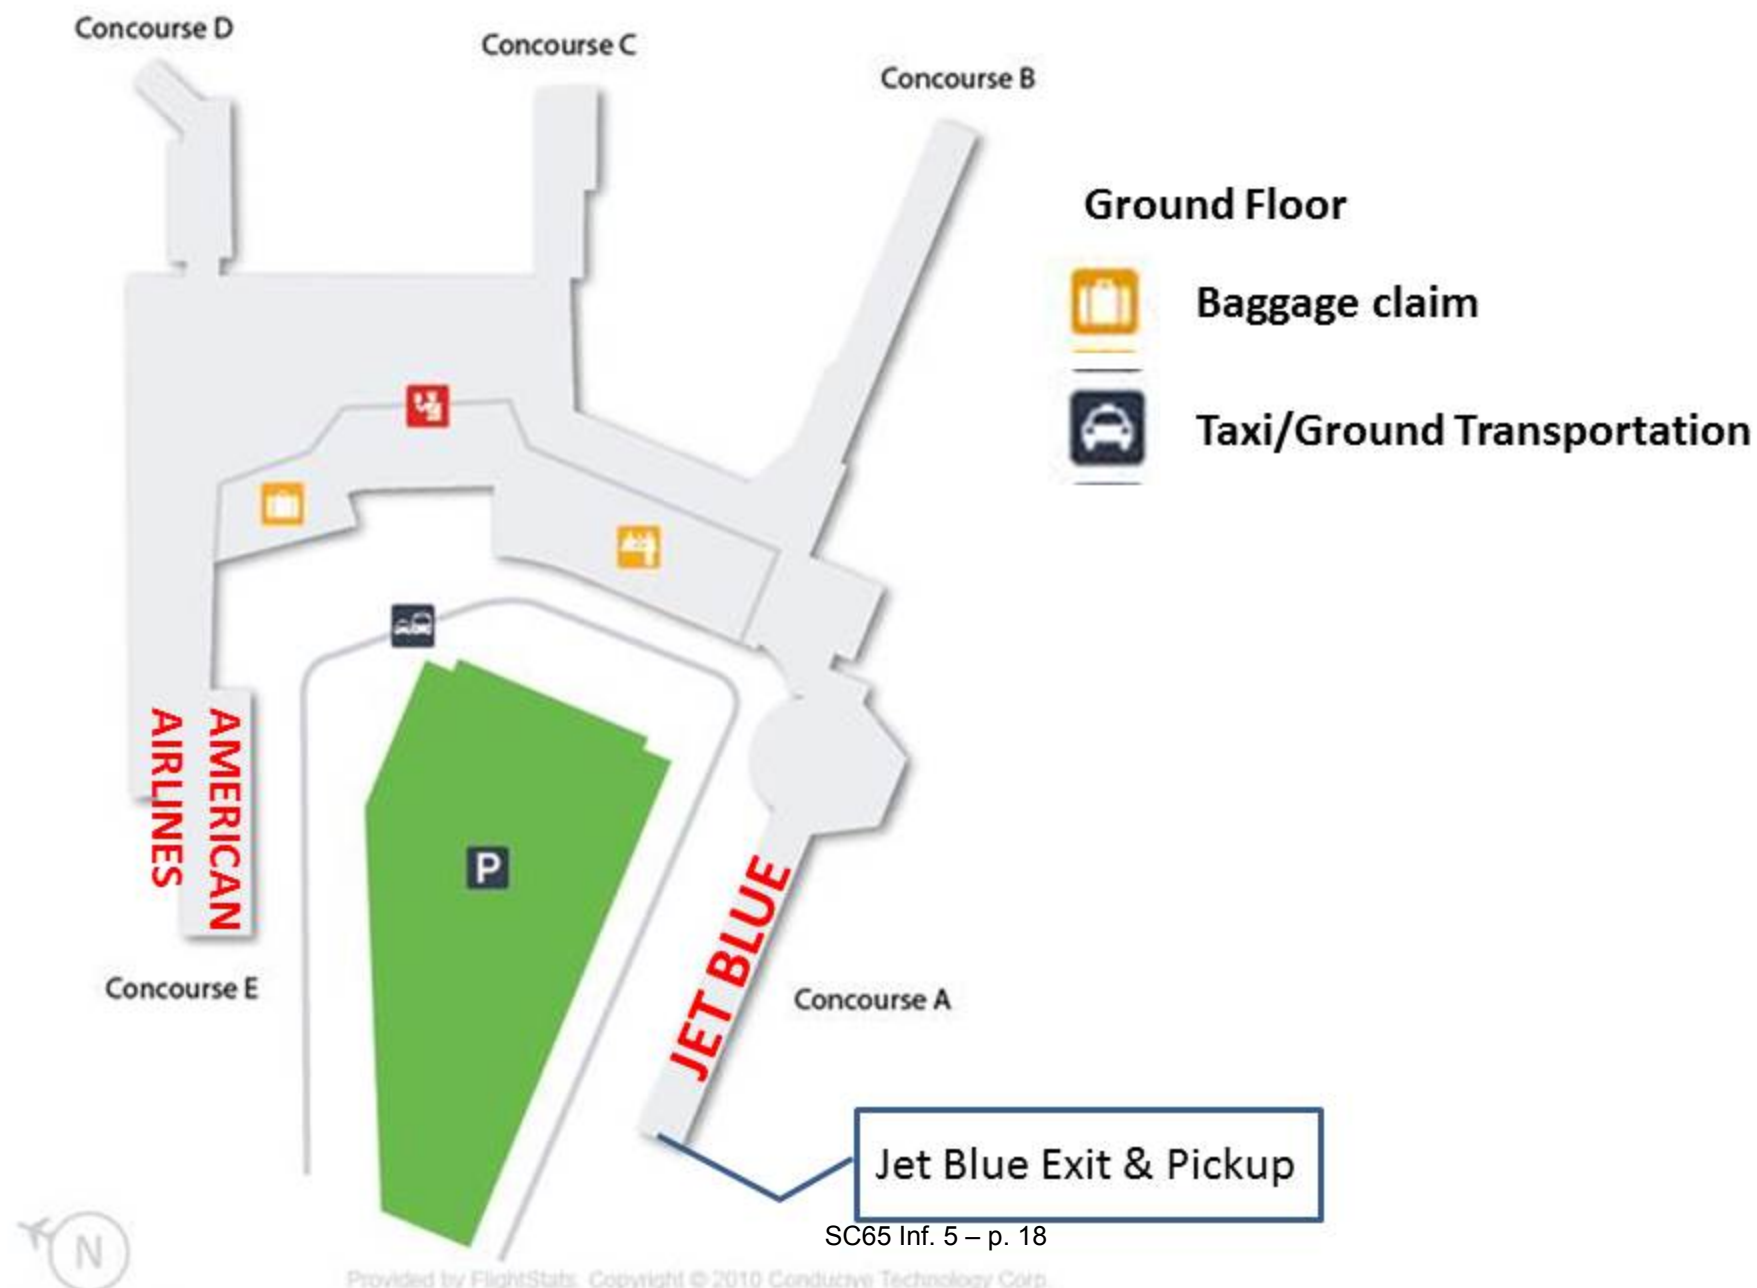 Concourse D
Concourse C
Concourse B
Ground Floor
Baggage claim
Taxi/Ground Transportation
P
AMERICAN
AIRLINES
JET BLUE
Concourse E
Concourse A
Jet Blue Exit & Pickup
SC65 Inf. 5 – p. 18
N
Provided by FlightStats. Copyright © 2010 Conducive Technology Corp.